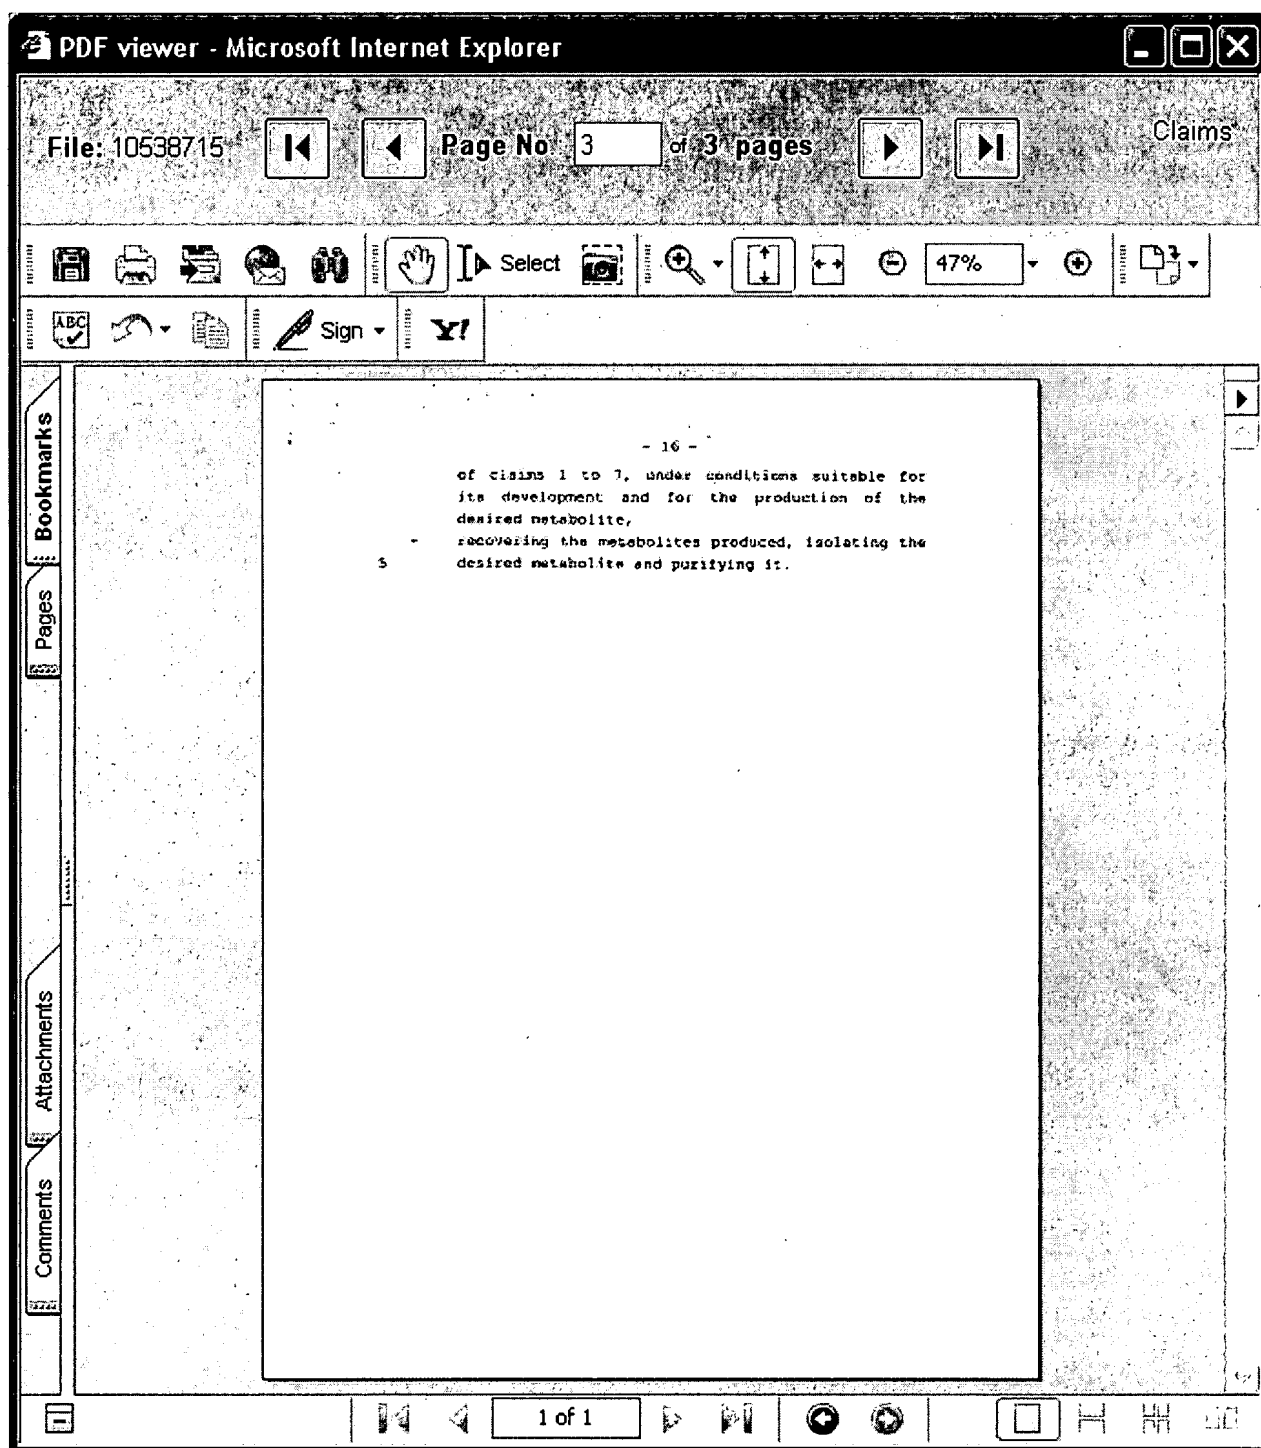 PDF viewer - Microsoft Internet Explorer
File: 10538715 Page No 3 of 3 pages Claims
Select 47%
ABC Sign Y!
Bookmarks
Pages
Attachments
Comments
- 16 -
of claims 1 to 7, under conditions suitable for
its development and for the production of the
desired metabolite,
- recovering the metabolites produced, isolating the
5 desired metabolite and purifying it.
1 of 1